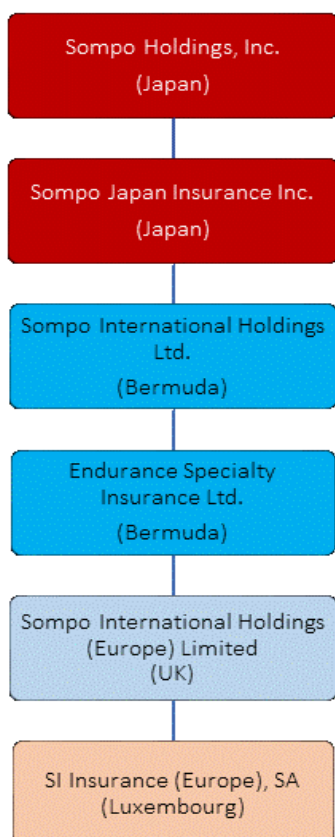 Sompo Holdings, Inc.
(Japan)
Sompo Japan Insurance Inc.
(Japan)
Sompo International Holdings
Ltd.
(Bermuda)
Endurance Specialty
Insurance Ltd.
(Bermuda)
Sompo International Holdings
(Europe) Limited
(UK)
SI Insurance (Europe), SA
(Luxembourg)